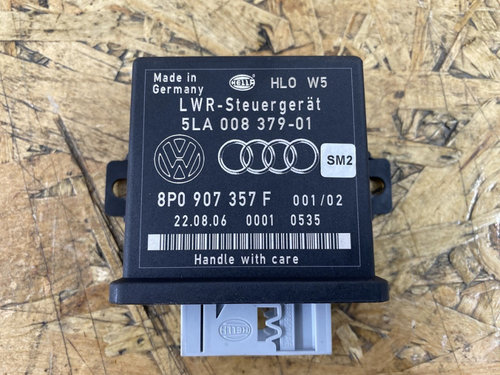 Made in
Germany
HELLA
HLO W5
LWR-Steuergerät
5LA 008 379-01
SM2
8P0 907 357 F 001/02
22.08.06 0001 0535
Handle with care
HELLA